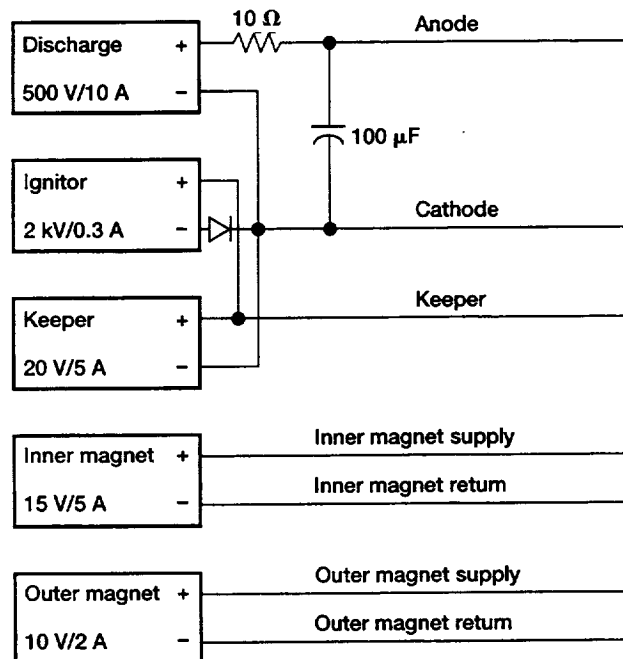 10 Ω
Anode
Discharge +
500 V/10 A −
100 µF
Ignitor +
2 kV/0.3 A −
Cathode
Keeper
Keeper +
20 V/5 A −
Inner magnet supply
Inner magnet +
Inner magnet return
15 V/5 A −
Outer magnet supply
Outer magnet +
Outer magnet return
10 V/2 A −